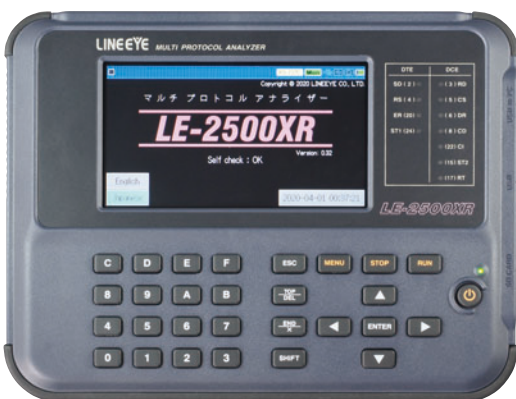 LINEEYE MULTI PROTOCOL ANALYZER
Copyright © 2020 LINEEYE CO., LTD.
マルチ プロトコル アナライザー
LE-2500XR
Version: 0.32
Self check : OK
English
Japanese
2020-04-01 00:37:21
DTE DCE
SD ( 2 ) ( 3 ) RD
RS ( 4 ) ( 5 ) CS
ER (20) ( 6 ) DR
ST1 (24) ( 8 ) CD
(22) CI
(15) ST2
(17) RT
LE-2500XR
C D E F ESC MENU STOP RUN
8 9 A B TOP
DEL
4 5 6 7 END
X ENTER
0 1 2 3 SHIFT
SD CARD